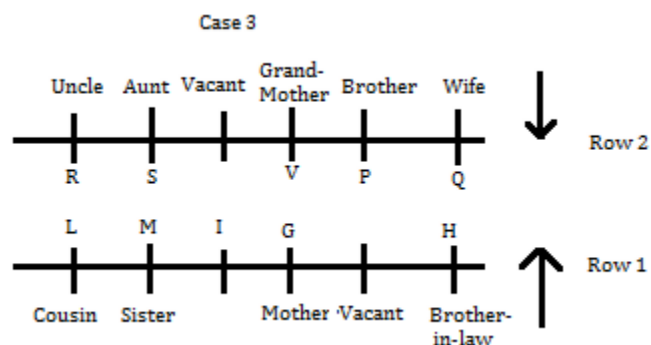 Case 3
Uncle Aunt Vacant Grand-
Mother Brother Wife
Row 2
R S V P Q
L M I G H
Row 1
Cousin Sister Mother Vacant Brother-
in-law